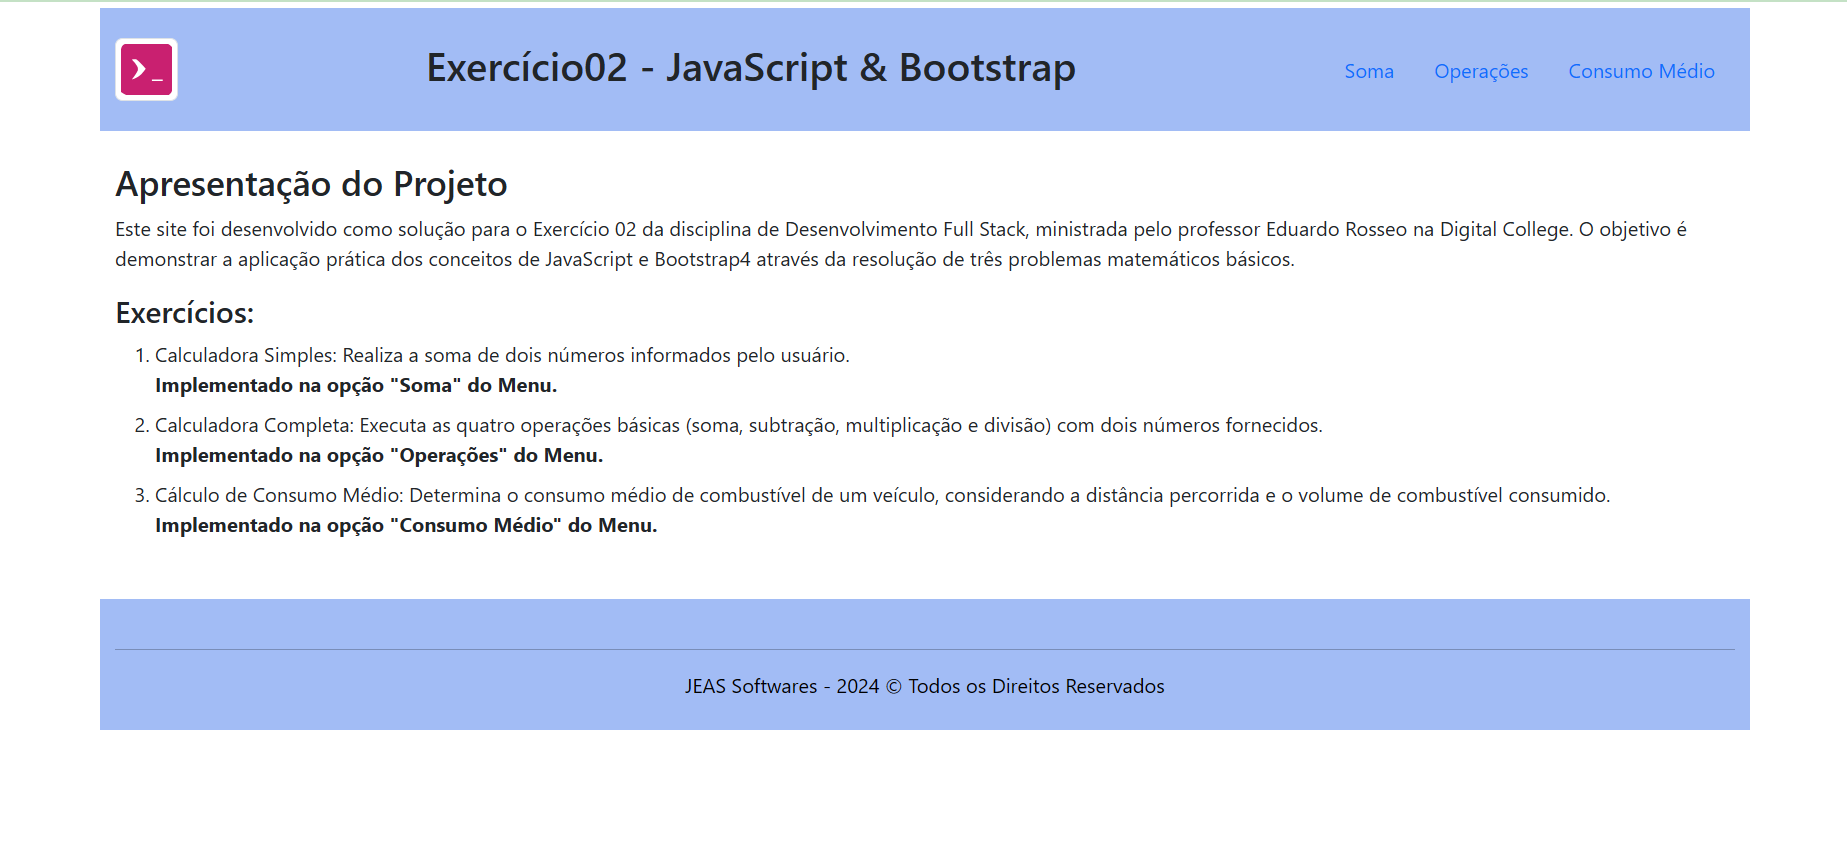 Exercício02 - JavaScript & Bootstrap
Soma
Operações
Consumo Médio
Apresentação do Projeto
Este site foi desenvolvido como solução para o Exercício 02 da disciplina de Desenvolvimento Full Stack, ministrada pelo professor Eduardo Rosseo na Digital College. O objetivo é
demonstrar a aplicação prática dos conceitos de JavaScript e Bootstrap4 através da resolução de três problemas matemáticos básicos.
Exercícios:
1. Calculadora Simples: Realiza a soma de dois números informados pelo usuário.
Implementado na opção "Soma" do Menu.
2. Calculadora Completa: Executa as quatro operações básicas (soma, subtração, multiplicação e divisão) com dois números fornecidos.
Implementado na opção "Operações" do Menu.
3. Cálculo de Consumo Médio: Determina o consumo médio de combustível de um veículo, considerando a distância percorrida e o volume de combustível consumido.
Implementado na opção "Consumo Médio" do Menu.
JEAS Softwares - 2024 © Todos os Direitos Reservados